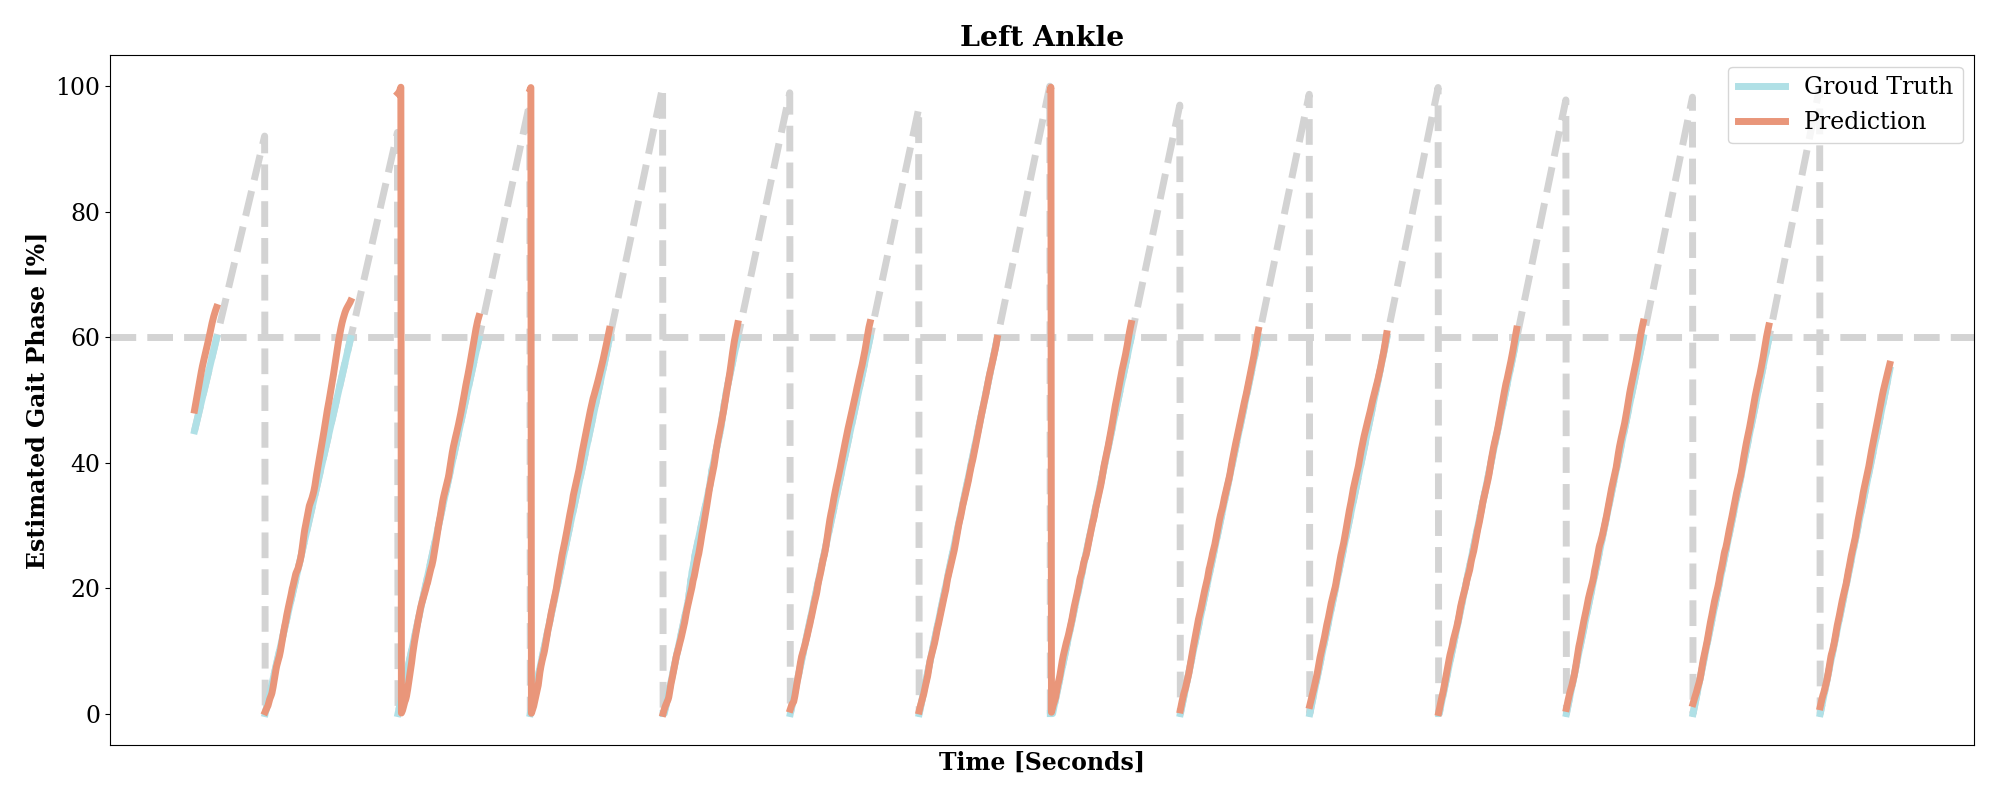 Left Ankle
Groud Truth
Prediction
Estimated Gait Phase [%]
100
80
60
40
20
0
Time [Seconds]